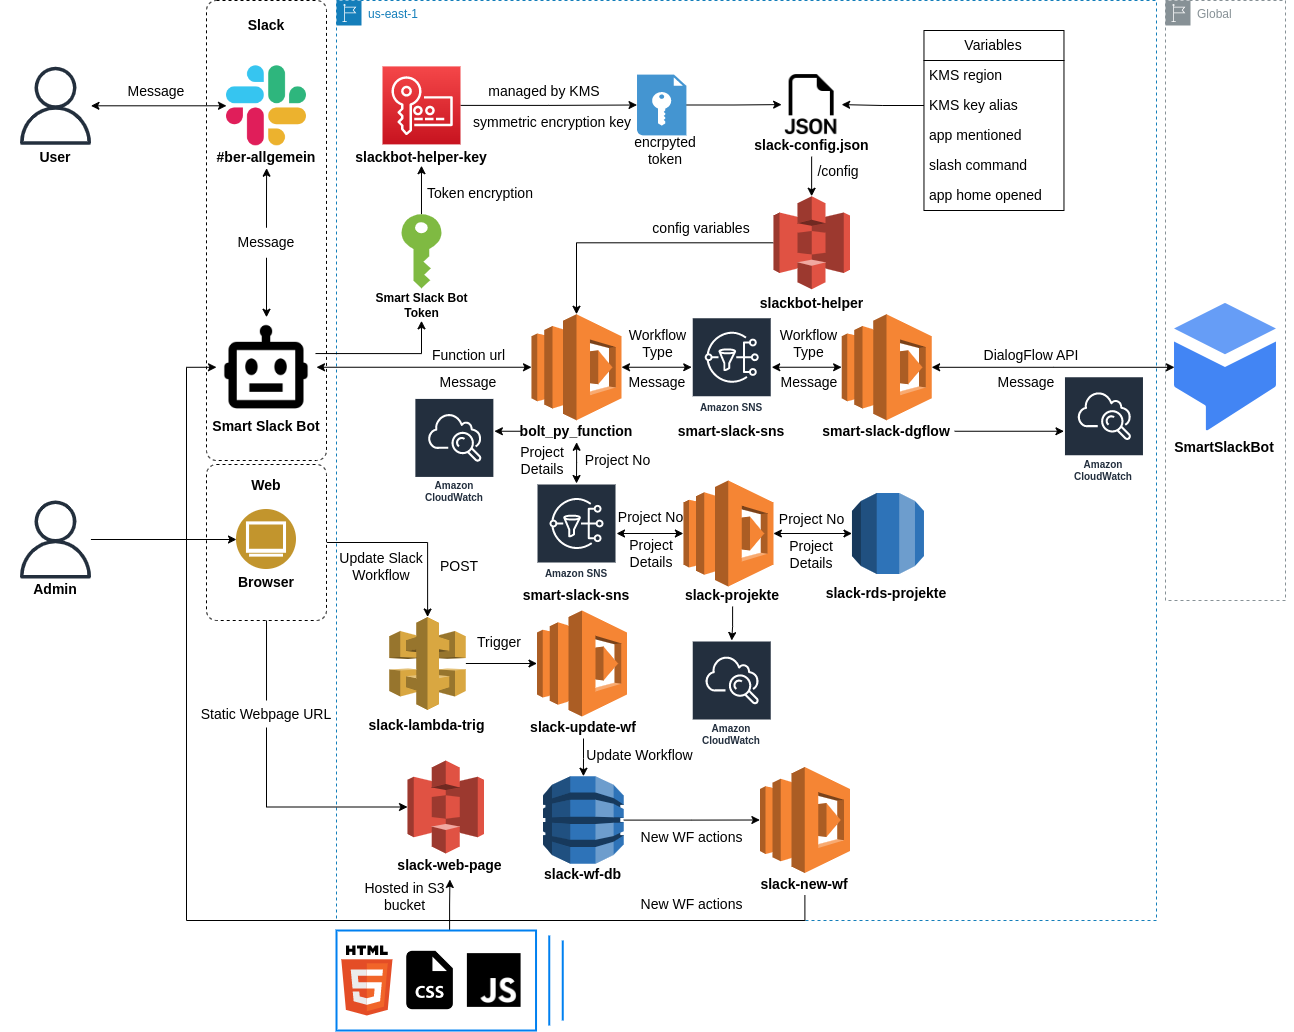 Slack
us-east-1
Global
Variables
KMS region
KMS key alias
app mentioned
slash command
app home opened
Message
User
#ber-allgemein
managed by KMS
symmetric encryption key
slackbot-helper-key
encrpyted
token
JSON
slack-config.json
/config
Token encryption
Message
config variables
Smart Slack Bot
Token
slackbot-helper
Function url
Message
Workflow
Type
Message
Workflow
Type
Message
DialogFlow API
Message
Amazon SNS
Smart Slack Bot
bolt_py_function
smart-slack-sns
smart-slack-dgflow
SmartSlackBot
Amazon
CloudWatch
Amazon
CloudWatch
Project
Details
Project No
Web
Browser
Admin
Project No
Project
Details
Project No
Project
Details
Amazon SNS
smart-slack-sns
slack-projekte
slack-rds-projekte
Update Slack
Workflow
POST
Trigger
slack-lambda-trig
slack-update-wf
Amazon
CloudWatch
Static Webpage URL
Update Workflow
slack-web-page
slack-wf-db
New WF actions
slack-new-wf
Hosted in S3
bucket
New WF actions
HTML
5
CSS
JS